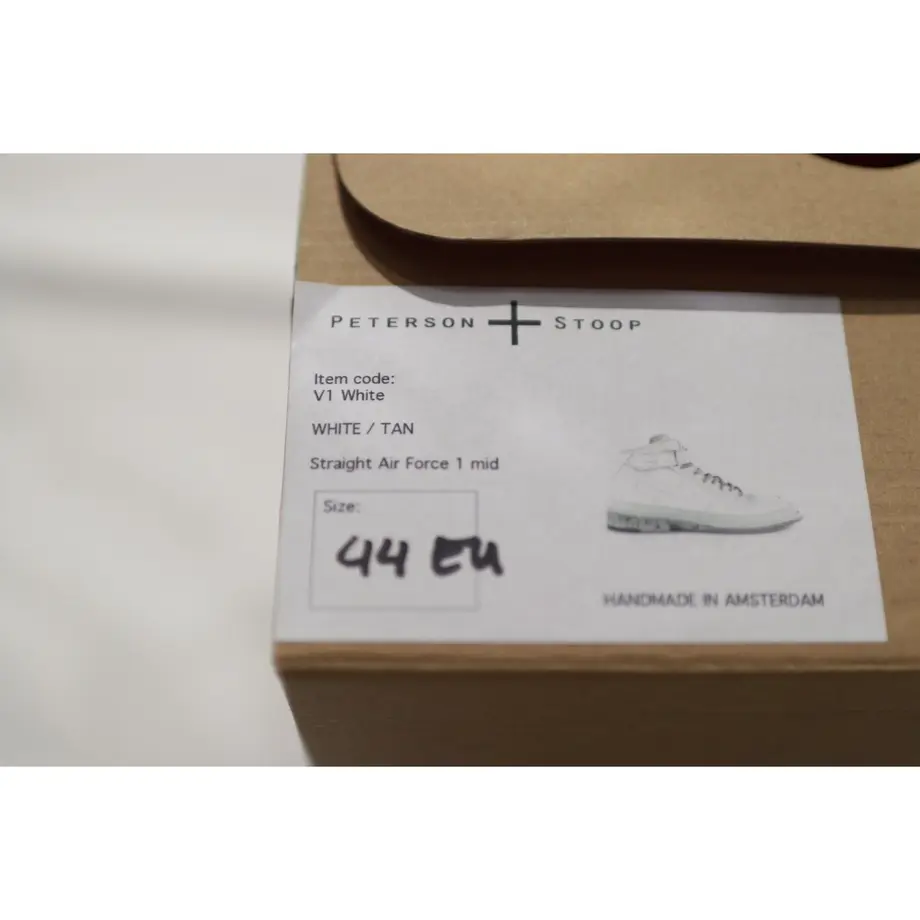 PETERSON + STOOP
Item code:
V1 White
WHITE / TAN
Straight Air Force 1 mid
Size:
44 EU
HANDMADE IN AMSTERDAM